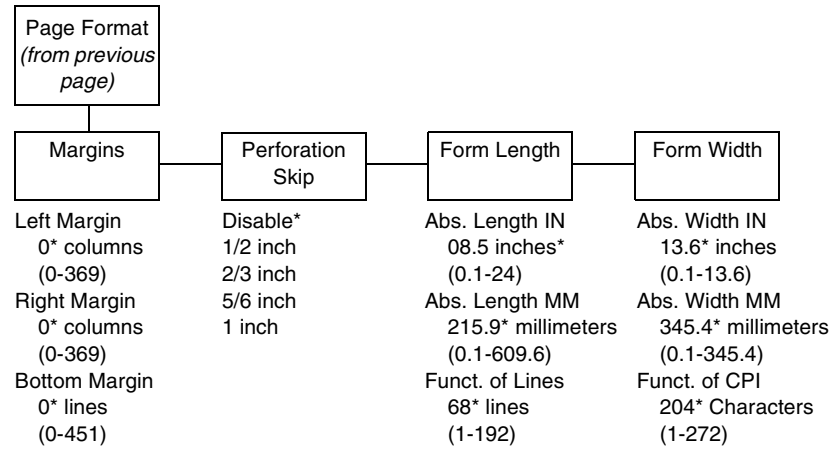 Page Format
(from previous
page)
Margins
Perforation
Skip
Form Length
Form Width
Left Margin
0* columns
(0-369)
Right Margin
0* columns
(0-369)
Bottom Margin
0* lines
(0-451)
Disable*
1/2 inch
2/3 inch
5/6 inch
1 inch
Abs. Length IN
08.5 inches*
(0.1-24)
Abs. Length MM
215.9* millimeters
(0.1-609.6)
Funct. of Lines
68* lines
(1-192)
Abs. Width IN
13.6* inches
(0.1-13.6)
Abs. Width MM
345.4* millimeters
(0.1-345.4)
Funct. of CPI
204* Characters
(1-272)